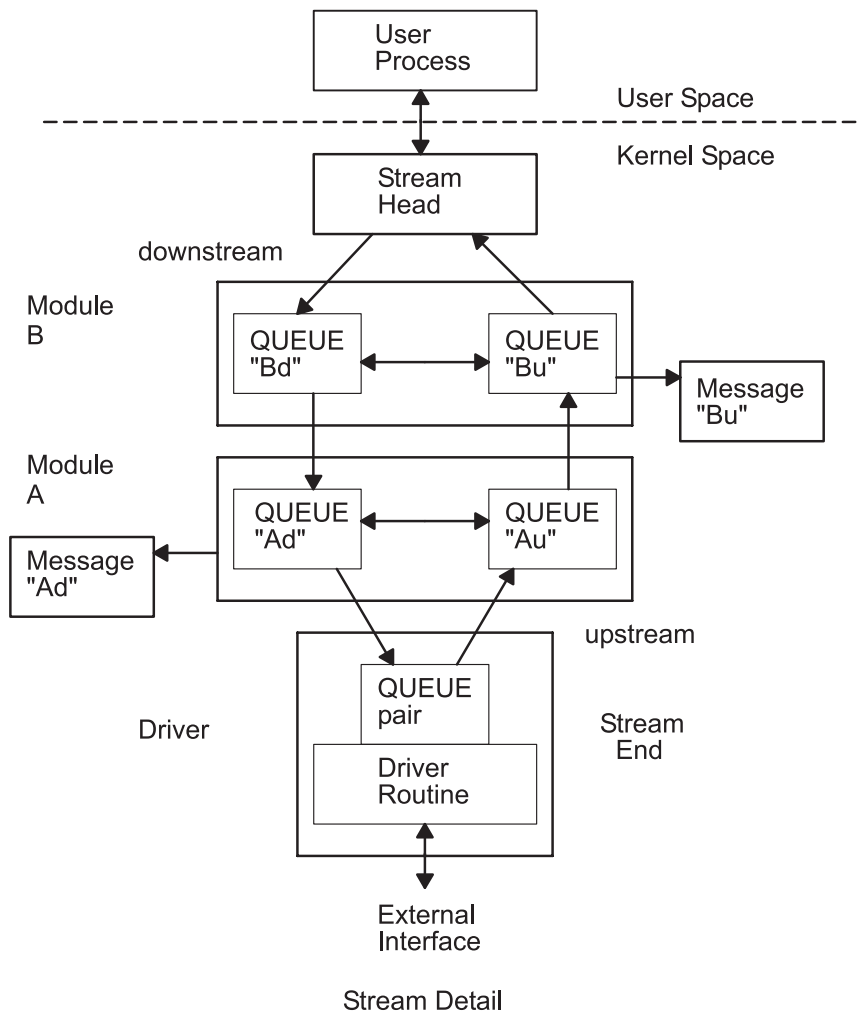 User
Process
User Space
Kernel Space
Stream
Head
downstream
Module
B
QUEUE
"Bd"
QUEUE
"Bu"
Message
"Bu"
Module
A
QUEUE
"Ad"
QUEUE
"Au"
Message
"Ad"
upstream
QUEUE
pair
Driver
Stream
End
Driver
Routine
External
Interface
Stream Detail